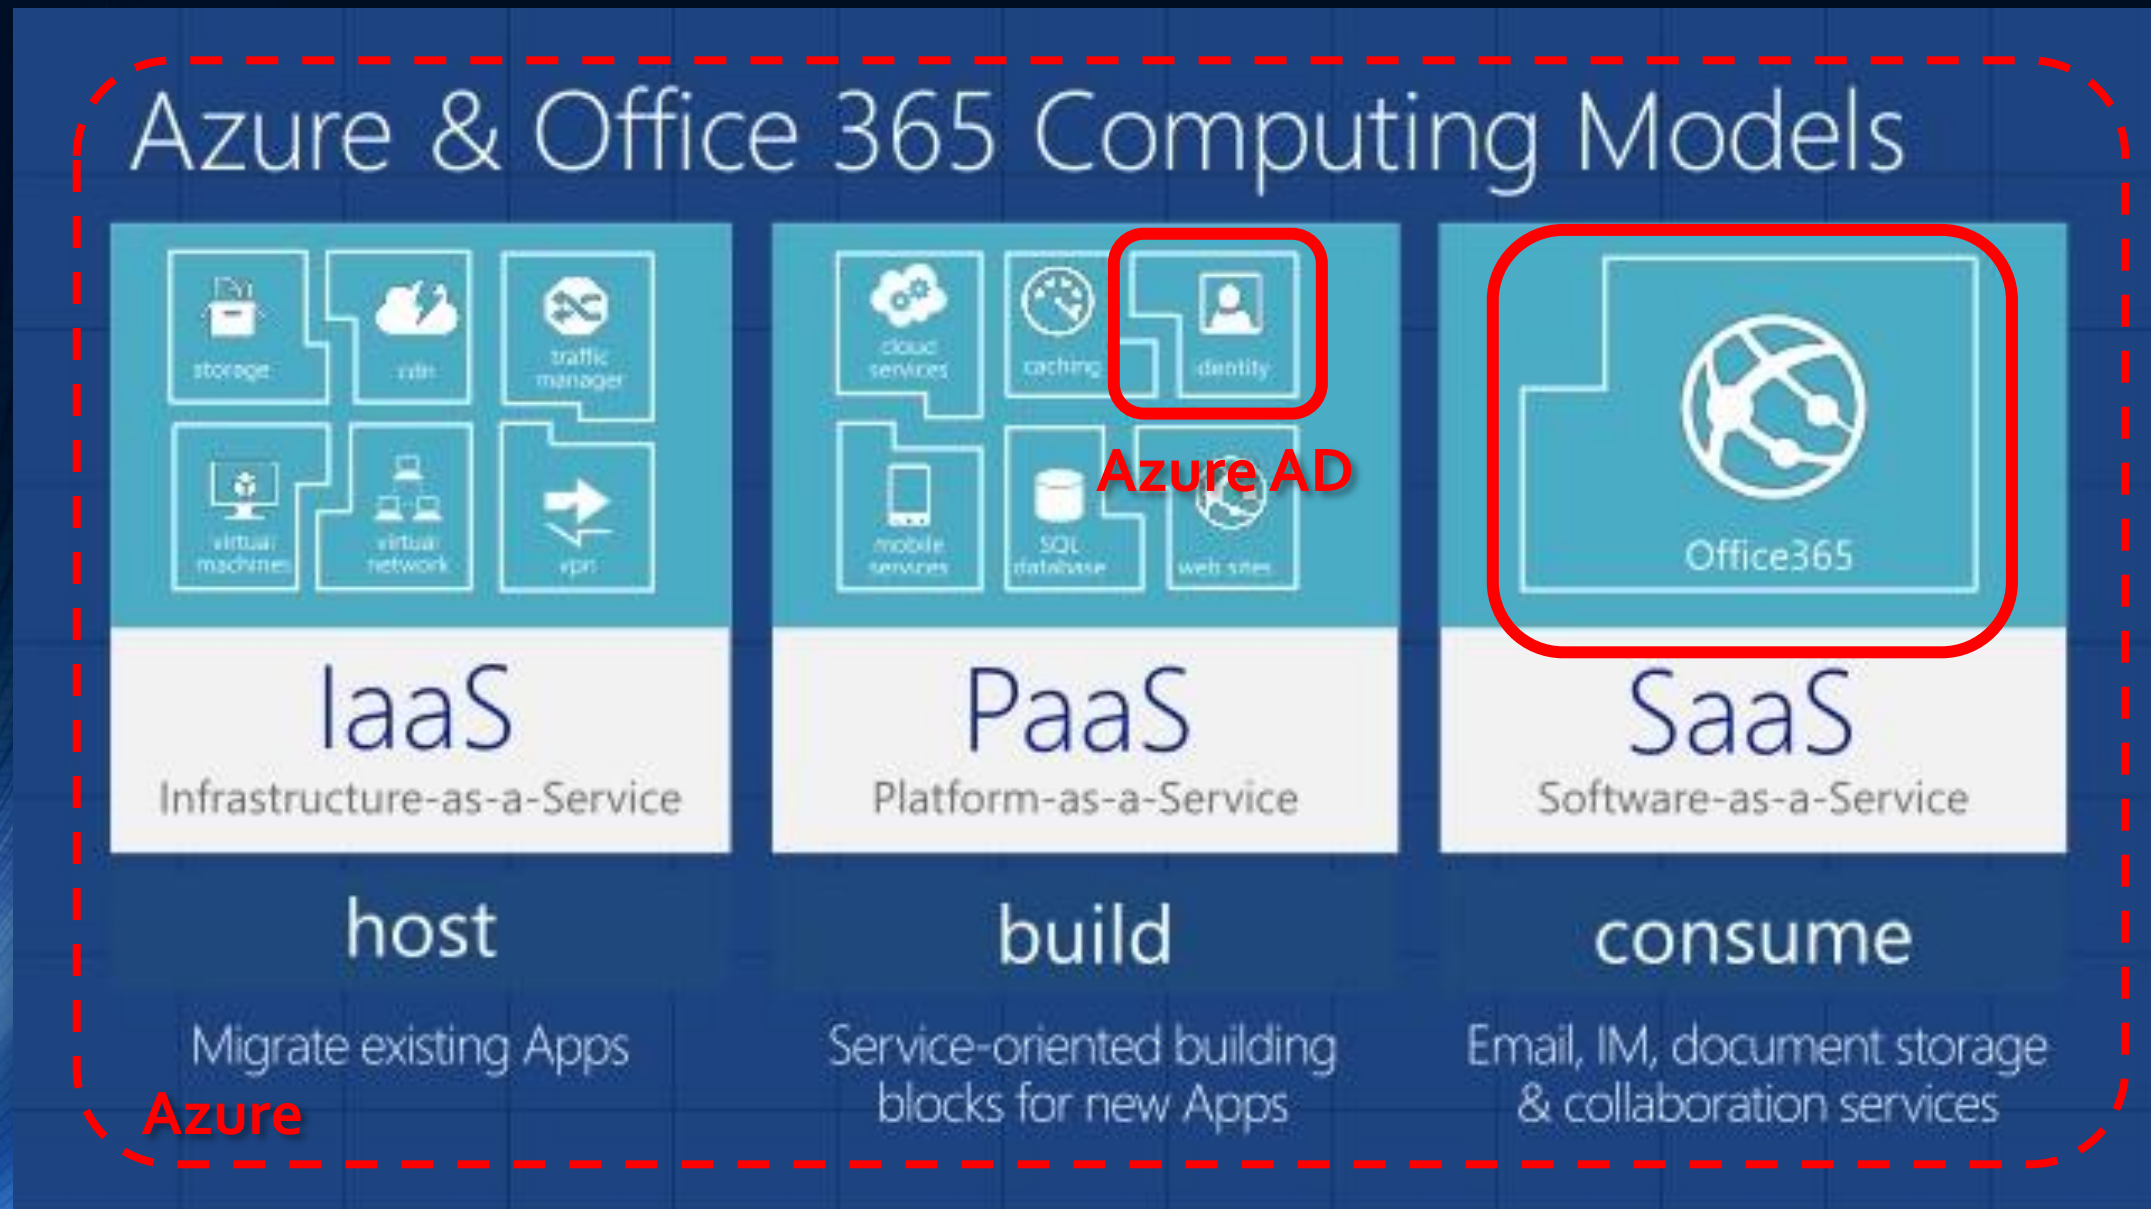 Azure & Office 365 Computing Models
storage
cdn
traffic
manager
virtual
machines
virtual
network
vpn
cloud
services
caching
identity
Azure AD
mobile
services
SQL
database
web sites
Office365
IaaS
Infrastructure-as-a-Service
PaaS
Platform-as-a-Service
SaaS
Software-as-a-Service
host
build
consume
Migrate existing Apps
Service-oriented building
blocks for new Apps
Email, IM, document storage
& collaboration services
Azure